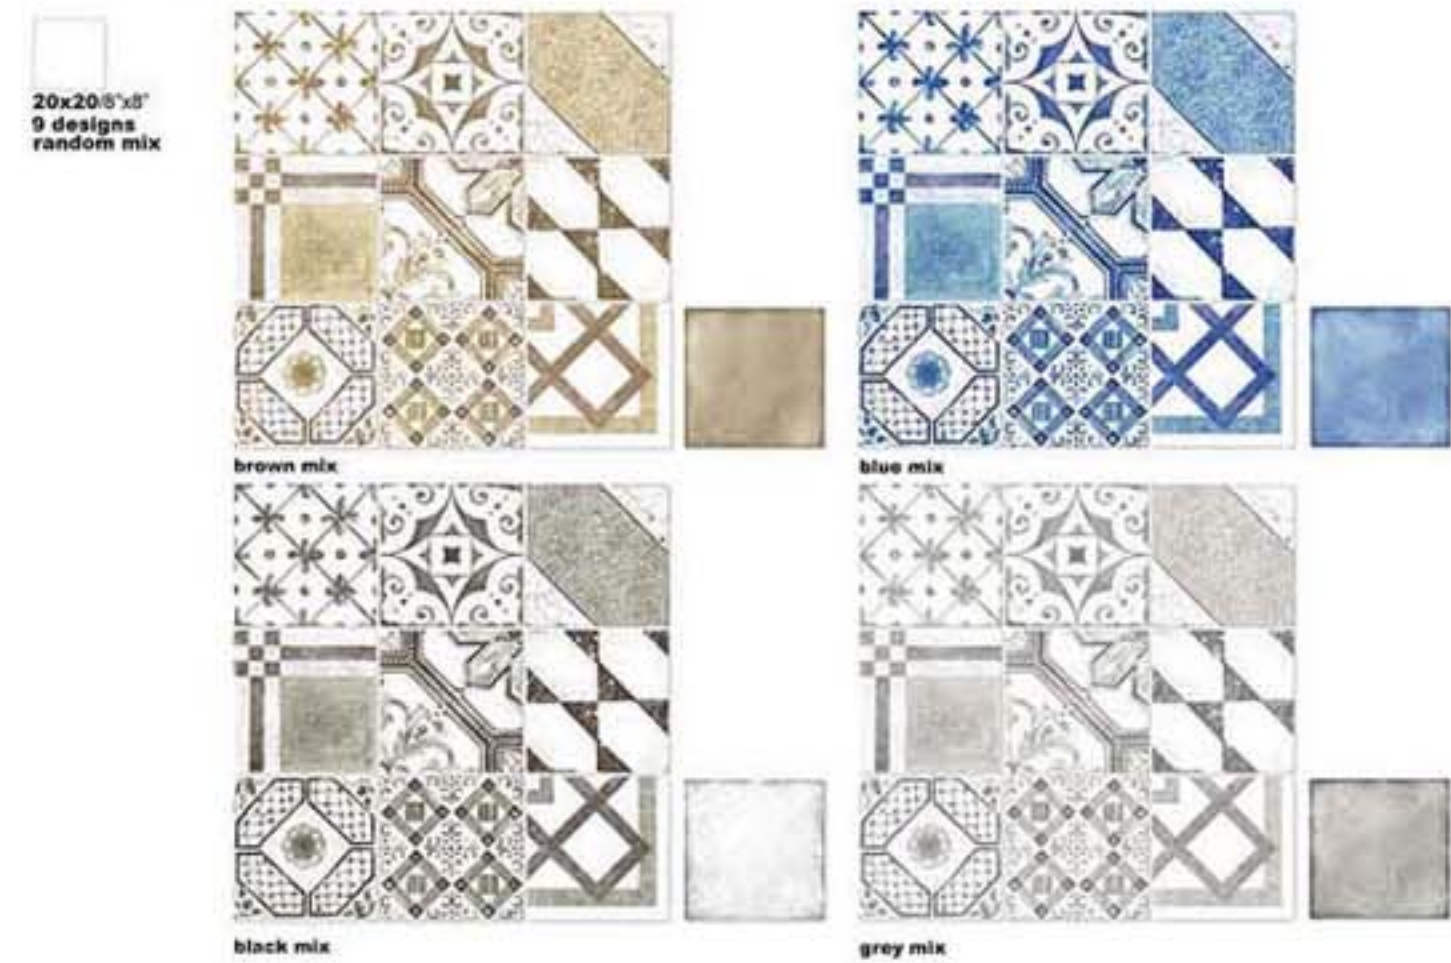 20x20/8"x8"
9 designs
random mix
brown mix
blue mix
black mix
grey mix